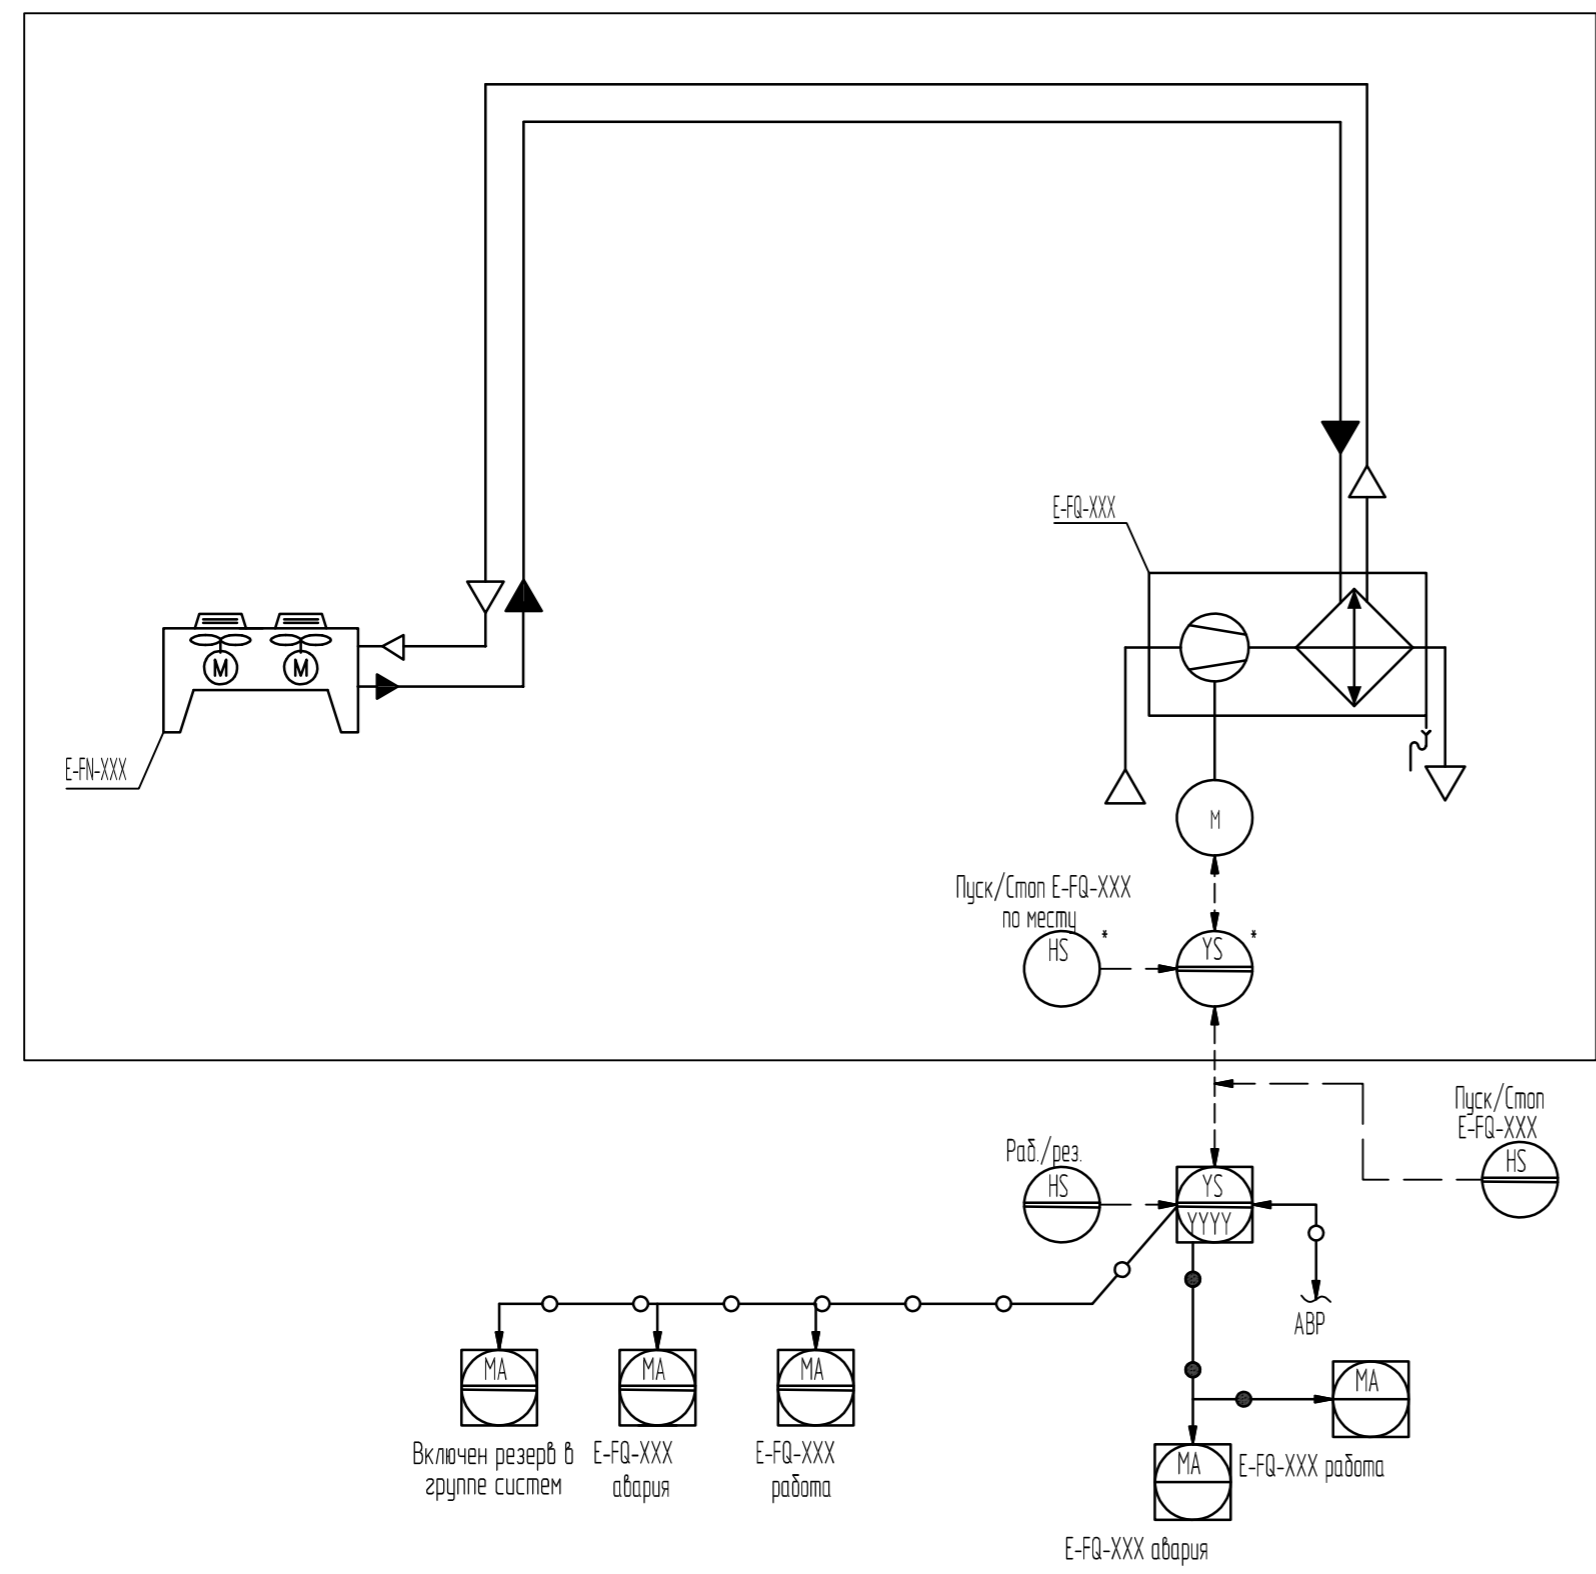 E-FQ-XXX
M
M
E-FN-XXX
M
Пуск/Стоп E-FQ-XXX
по месту
HS
*
YS
*
Пуск/Стоп
E-FQ-XXX
HS
Раб./рез.
HS
YS
YYYY
АВР
MA
MA
MA
MA
Включен резерв в
группе систем
E-FQ-XXX
авария
E-FQ-XXX
работа
MA
E-FQ-XXX работа
E-FQ-XXX авария